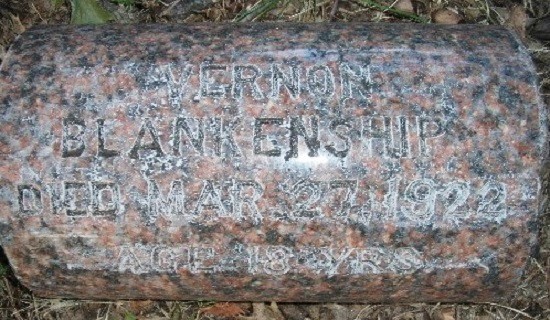 VERNON
BLANKENSHIP
DIED MAR. 27, 1922
AGE 18 YRS.